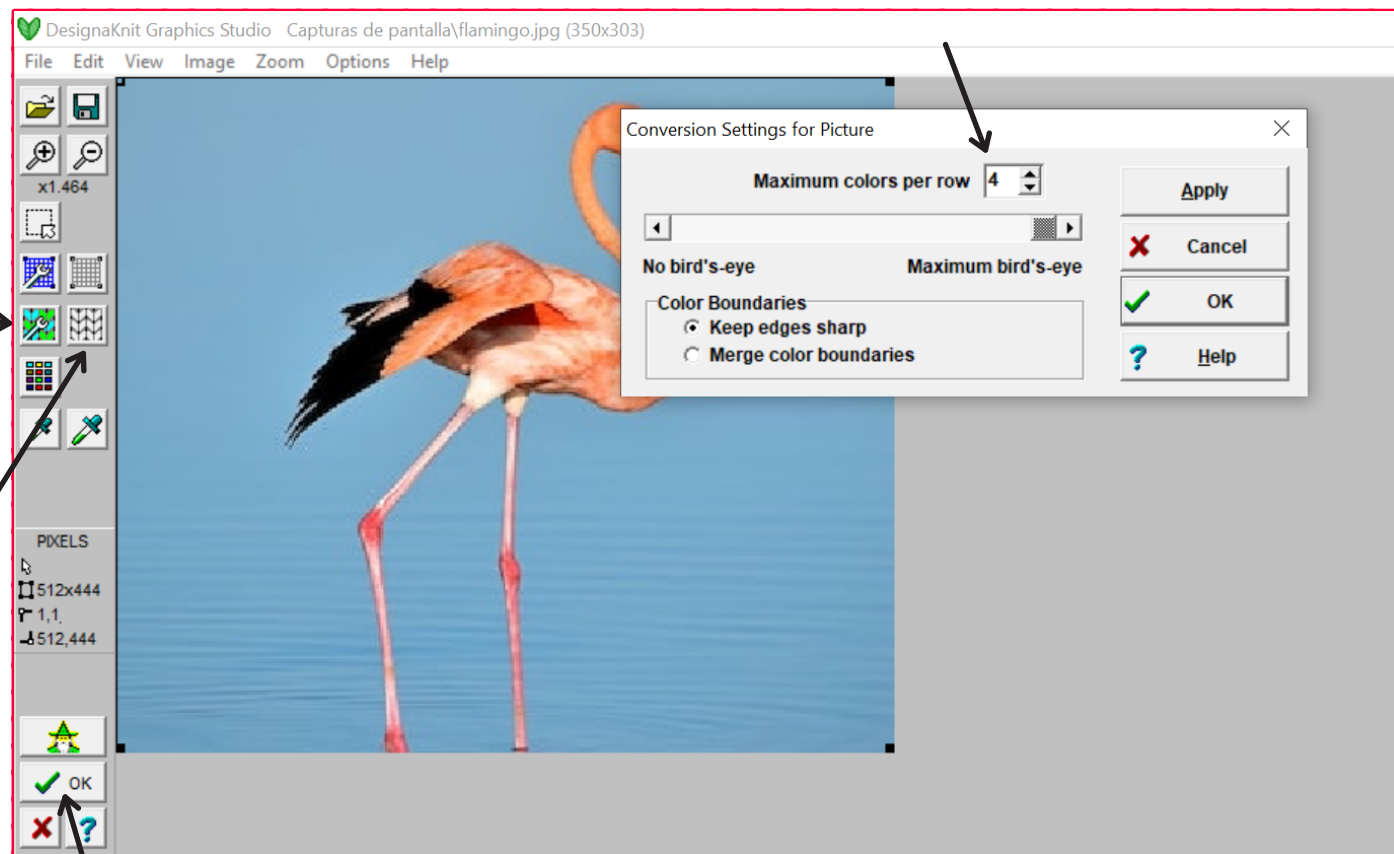 DesignaKnit Graphics Studio Capturas de pantalla\flamingo.jpg (350x303)
File Edit View Image Zoom Options Help
x1.464
PIXELS
512x444
1,1
512,444
OK
?
Conversion Settings for Picture
Maximum colors per row 4
No bird's-eye Maximum bird's-eye
Color Boundaries
Keep edges sharp
Merge color boundaries
Apply
Cancel
OK
? Help